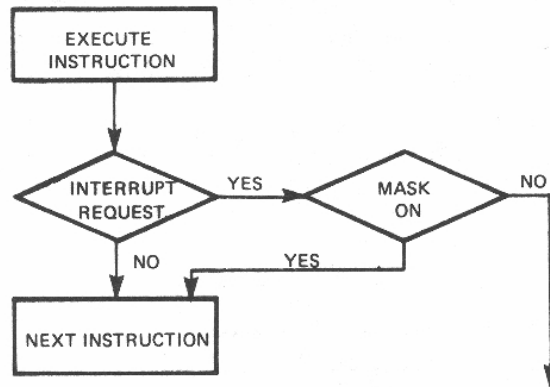 EXECUTE
INSTRUCTION
INTERRUPT
REQUEST
YES
MASK
ON
NO
NO
YES
NEXT INSTRUCTION